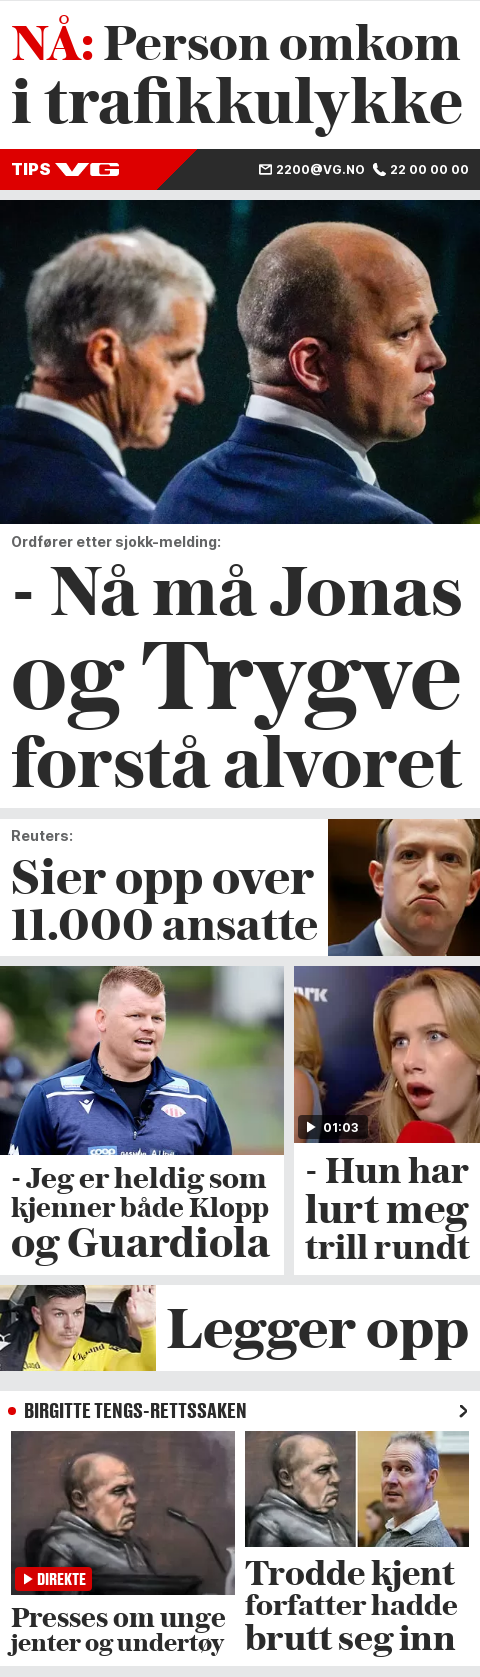 NÅ: Person omkom
i trafikkulykke
TIPS VG 2200@VG.NO 22 00 00 00
Ordfører etter sjokk-melding:
- Nå må Jonas
og Trygve
forstå alvoret
Reuters:
Sier opp over
11.000 ansatte
coop
01:03
- Jeg er heldig som
kjenner både Klopp
og Guardiola
- Hun har
lurt meg
trill rundt
Legger opp
BIRGITTE TENGS-RETTSSAKEN
DIREKTE
Presses om unge
jenter og undertøy
Trodde kjent
forfatter hadde
brutt seg inn